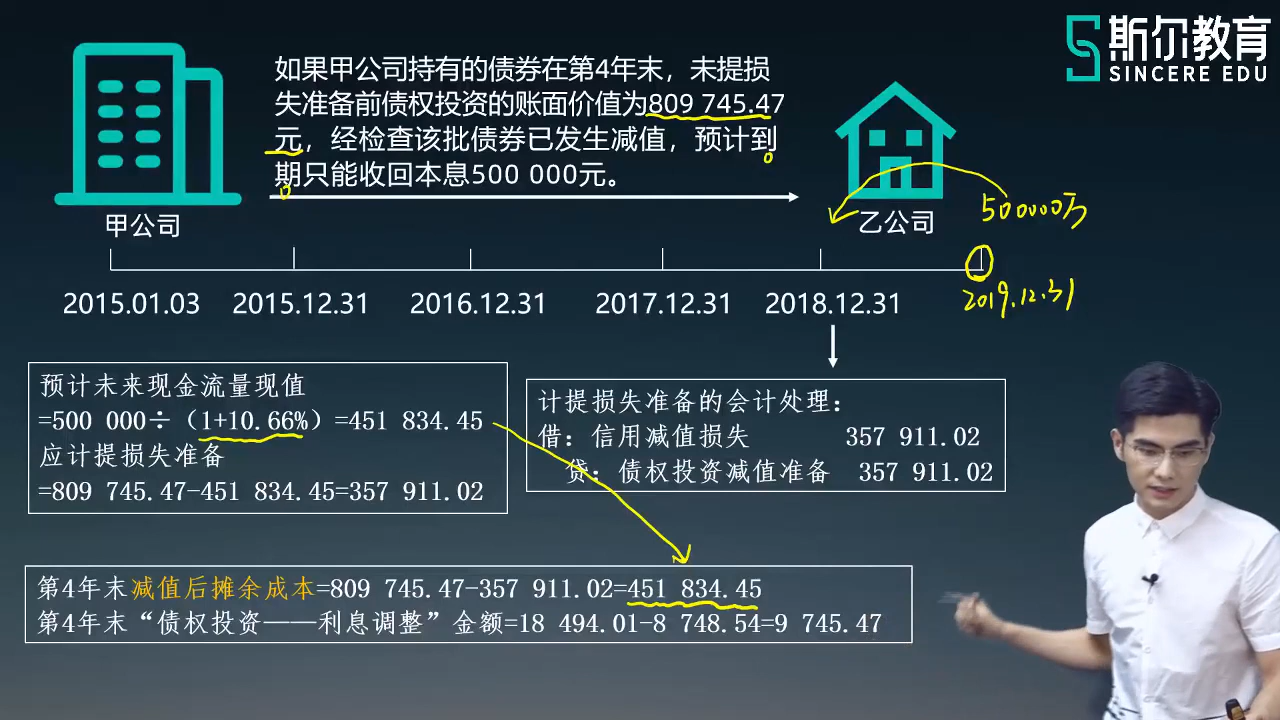 斯尔教育
SINCERE EDU
如果甲公司持有的债券在第4年末，未提损
失准备前债权投资的账面价值为809 745.47
元，经检查该批债券已发生减值，预计到
期只能收回本息500 000元。
甲公司
乙公司
500000万
2015.01.03
2015.12.31
2016.12.31
2017.12.31
2018.12.31
2019.12.31
预计未来现金流量现值
=500 000÷（1+10.66%）=451 834.45
应计提损失准备
=809 745.47-451 834.45=357 911.02
计提损失准备的会计处理：
借：信用减值损失 357 911.02
贷：债权投资减值准备 357 911.02
第4年末减值后摊余成本=809 745.47-357 911.02=451 834.45
第4年末“债权投资——利息调整”金额=18 494.01-8 748.54=9 745.47